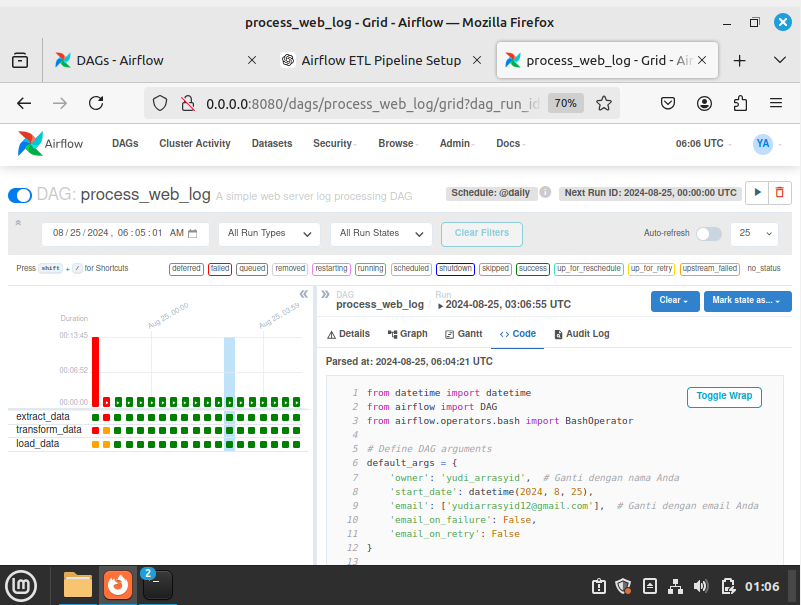 process_web_log - Grid - Airflow — Mozilla Firefox
DAGs - Airflow
Airflow ETL Pipeline Setup
process_web_log - Grid - Air
0.0.0.0:8080/dags/process_web_log/grid?dag_run_id
70%
Airflow
DAGs
Cluster Activity
Datasets
Security
Browse
Admin
Docs
06:06 UTC
YA
DAG: process_web_log A simple web server log processing DAG
Schedule: @daily
Next Run ID: 2024-08-25, 00:00:00 UTC
08/25/2024, 06:05:01 AM
All Run Types
All Run States
Clear Filters
Auto-refresh
25
Press shift + / for Shortcuts
deferred
failed
queued
removed
restarting
running
scheduled
shutdown
skipped
success
up_for_reschedule
up_for_retry
upstream_failed
no_status
Duration
Aug 25, 00:00
Aug 25, 03:59
00:13:45
00:06:52
00:00:00
extract_data
transform_data
load_data
DAG
process_web_log
/
Run
2024-08-25, 03:06:55 UTC
Clear
Mark state as...
Details
Graph
Gantt
Code
Audit Log
Parsed at: 2024-08-25, 06:04:21 UTC
Toggle Wrap
1 from datetime import datetime
2 from airflow import DAG
3 from airflow.operators.bash import BashOperator
4
5 # Define DAG arguments
6 default_args = {
7 'owner': 'yudi_arrasyid', # Ganti dengan nama Anda
8 'start_date': datetime(2024, 8, 25),
9 'email': ['yudiarrasyid12@gmail.com'], # Ganti dengan email Anda
10 'email_on_failure': False,
11 'email_on_retry': False
12 }
13
2
01:06